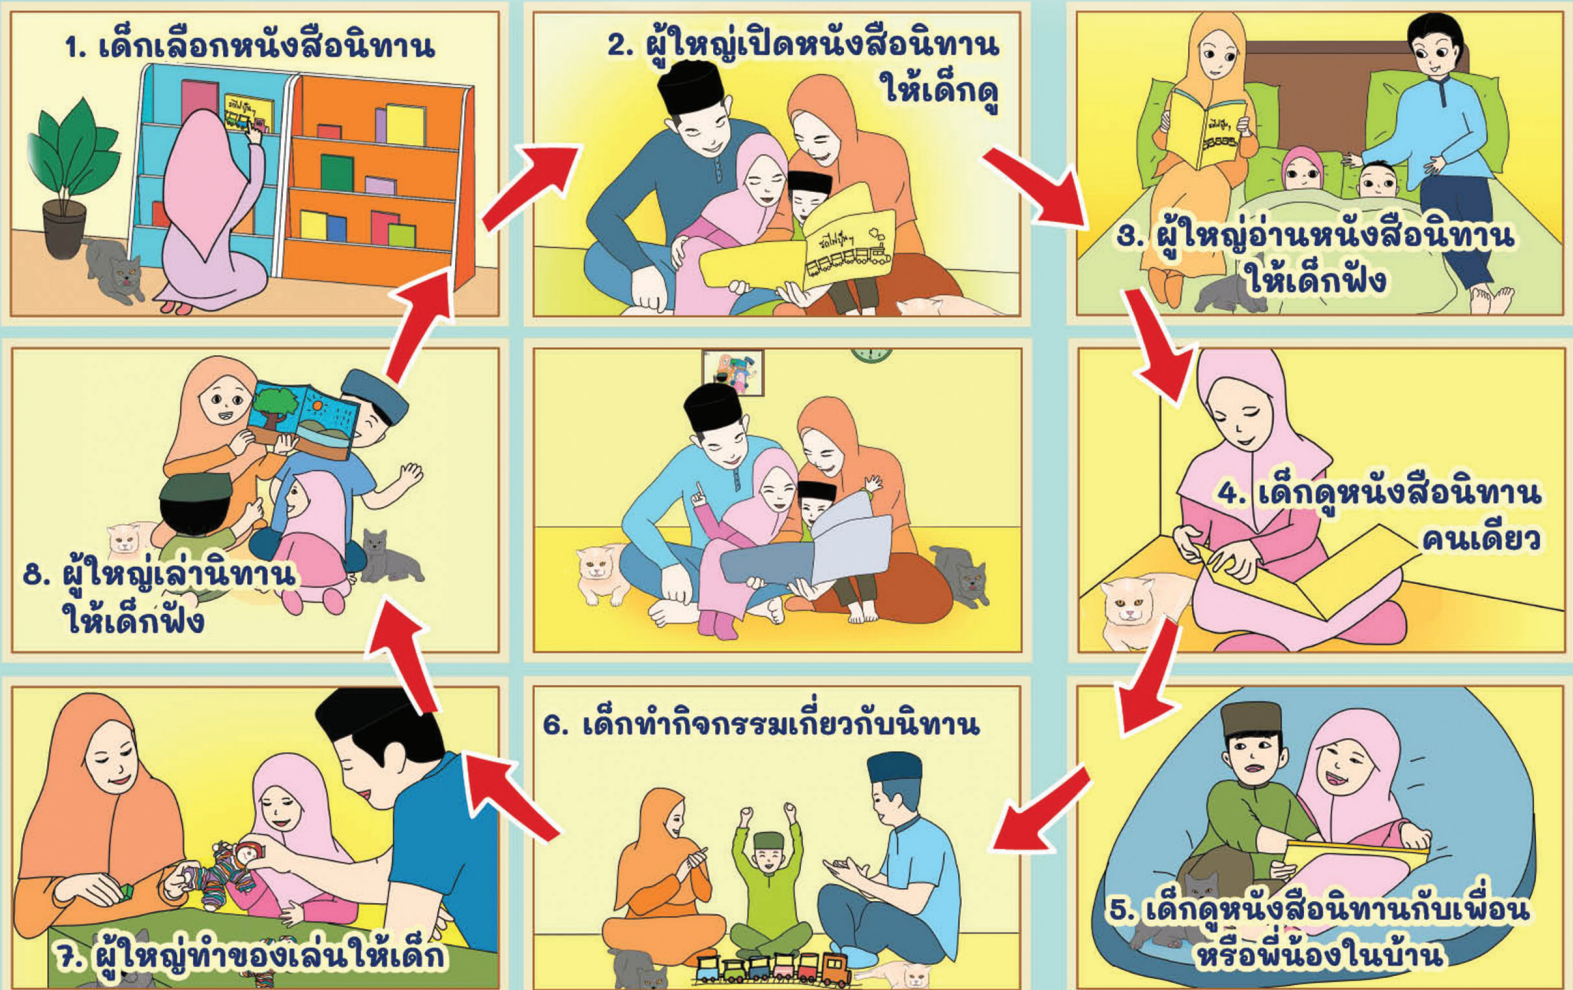 1. เด็กเลือกหนังสือนิทาน
2. ผู้ใหญ่เปิดหนังสือนิทาน
ให้เด็กดู
3. ผู้ใหญ่อ่านหนังสือนิทาน
ให้เด็กฟัง
4. เด็กดูหนังสือนิทาน
คนเดียว
5. เด็กดูหนังสือนิทานกับเพื่อน
หรือพี่น้องในบ้าน
6. เด็กทำกิจกรรมเกี่ยวกับนิทาน
7. ผู้ใหญ่ทำของเล่นให้เด็ก
8. ผู้ใหญ่เล่านิทาน
ให้เด็กฟัง